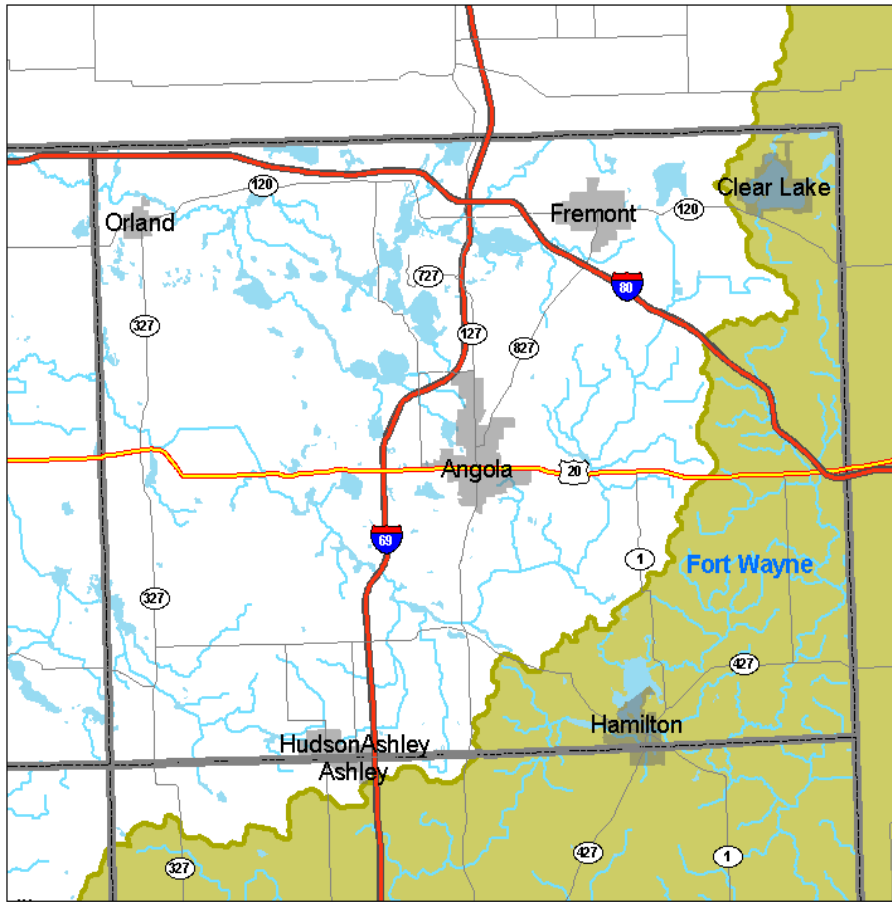 Clear Lake
120
Fremont
120
Orland
727
80
327
127
827
Angola
20
69
1
Fort Wayne
327
427
Hamilton
HudsonAshley
Ashley
427
1
327